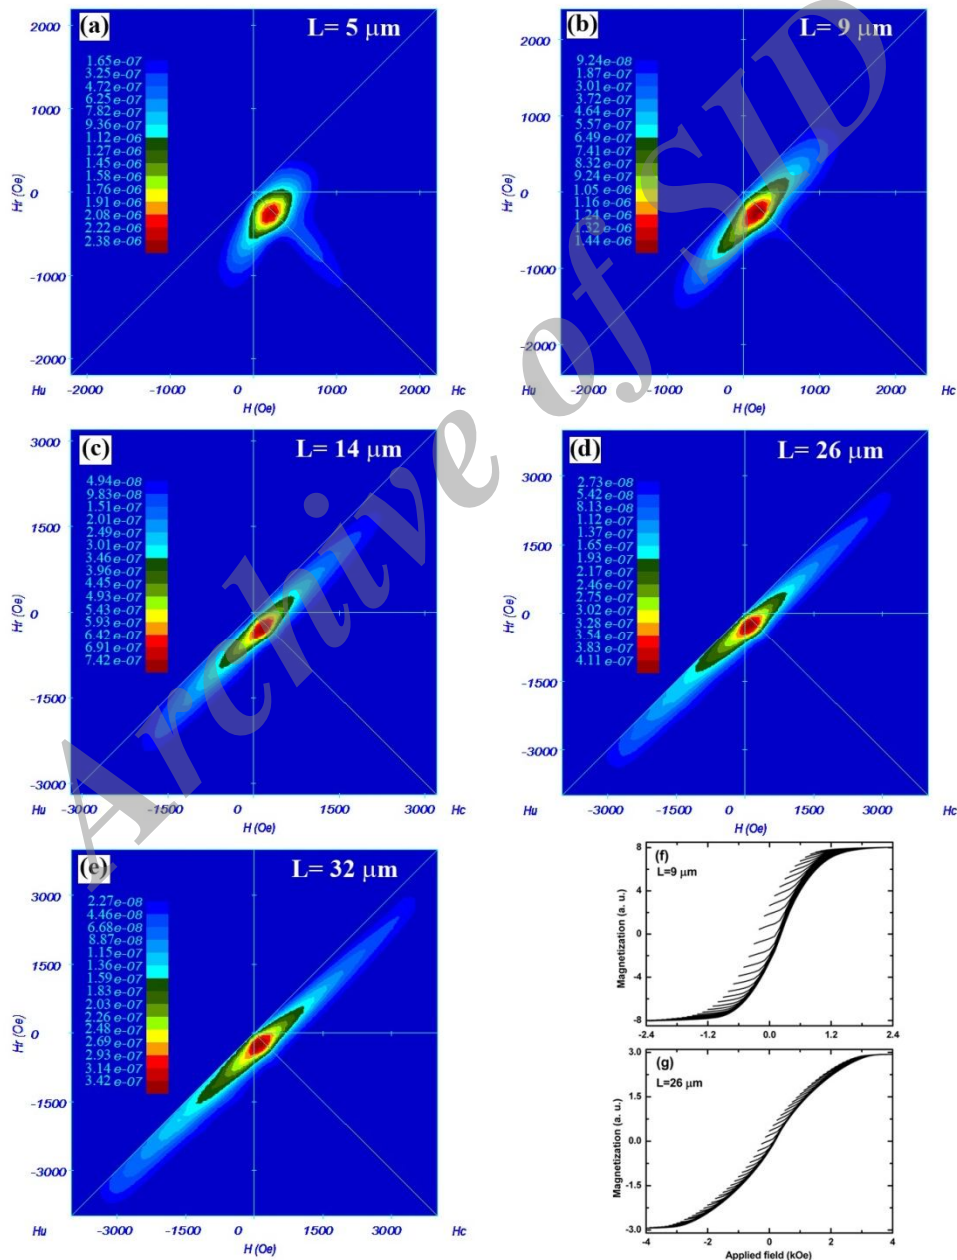 (a)
L= 5 μm
2000
1000
0
-1000
-2000
Hr (Oe)
1.65e-07
3.25e-07
4.72e-07
6.25e-07
7.82e-07
9.36e-07
1.12e-06
1.27e-06
1.45e-06
1.58e-06
1.76e-06
1.91e-06
2.08e-06
2.22e-06
2.38e-06
Hu -2000 -1000 0 1000 2000 Hc
H (Oe)
(b)
L= 9 μm
2000
1000
0
-1000
-2000
Hr (Oe)
9.24e-08
1.87e-07
3.01e-07
3.72e-07
4.64e-07
5.57e-07
6.49e-07
7.41e-07
8.32e-07
9.24e-07
1.05e-06
1.16e-06
1.24e-06
1.32e-06
1.44e-06
Hu -2000 -1000 0 1000 2000 Hc
H (Oe)
(c)
L= 14 μm
3000
1500
0
-1500
-3000
Hr (Oe)
4.94e-08
9.83e-08
1.51e-07
2.01e-07
2.49e-07
3.01e-07
3.46e-07
3.96e-07
4.45e-07
4.93e-07
5.43e-07
5.93e-07
6.42e-07
6.91e-07
7.42e-07
Hu -3000 -1500 0 1500 3000 Hc
H (Oe)
(d)
L= 26 μm
3000
1500
0
-1500
-3000
Hr (Oe)
2.73e-08
5.42e-08
8.13e-08
1.12e-07
1.37e-07
1.65e-07
1.93e-07
2.17e-07
2.46e-07
2.75e-07
3.02e-07
3.28e-07
3.54e-07
3.83e-07
4.11e-07
Hu -3000 -1500 0 1500 3000 Hc
H (Oe)
(e)
L= 32 μm
3000
1500
0
-1500
-3000
Hr (Oe)
2.27e-08
4.46e-08
6.68e-08
8.87e-08
1.15e-07
1.36e-07
1.59e-07
1.83e-07
2.03e-07
2.26e-07
2.48e-07
2.69e-07
2.93e-07
3.14e-07
3.42e-07
Hu -3000 -1500 0 1500 3000 Hc
H (Oe)
(f)
L=9 μm
8
4
0
-4
-8
Magnetization (a. u.)
-2.4 -1.2 0.0 1.2 2.4
(g)
L=26 μm
3.0
1.5
0.0
-1.5
-3.0
Magnetization (a. u.)
-4 -2 0 2 4
Applied field (kOe)
Archive of SID